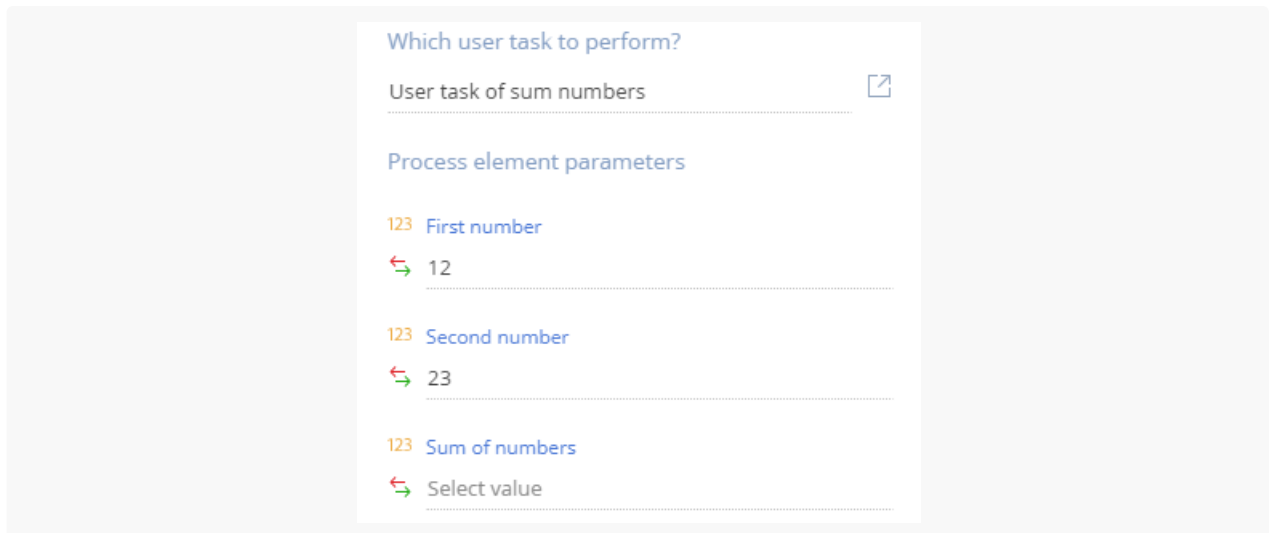 Which user task to perform?
User task of sum numbers
Process element parameters
123 First number
12
123 Second number
23
123 Sum of numbers
Select value